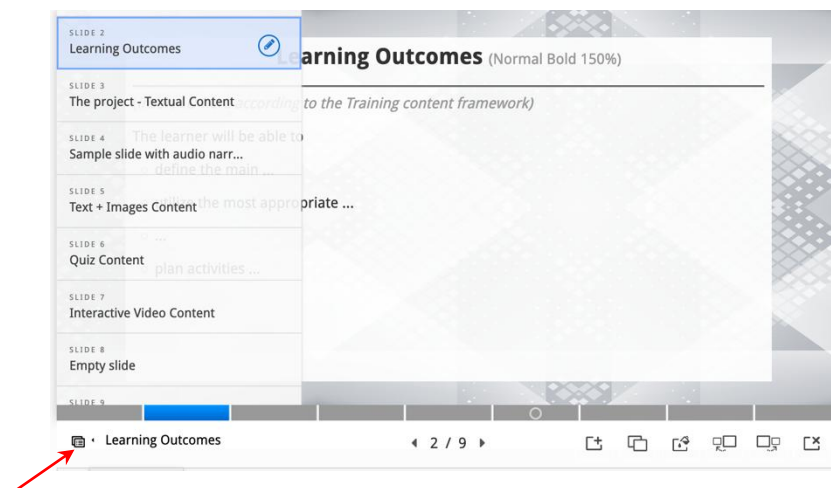 SLIDE 2
Learning Outcomes
Learning Outcomes (Normal Bold 150%)
SLIDE 3
The project - Textual Content
according to the Training content framework)
SLIDE 4
The learner will be able to
Sample slide with audio narr...
define the main ...
SLIDE 5
Text + Images Content
the most appropriate ...
SLIDE 6
...
Quiz Content
plan activities ...
SLIDE 7
Interactive Video Content
SLIDE 8
Empty slide
SLIDE 9
Learning Outcomes
2 / 9